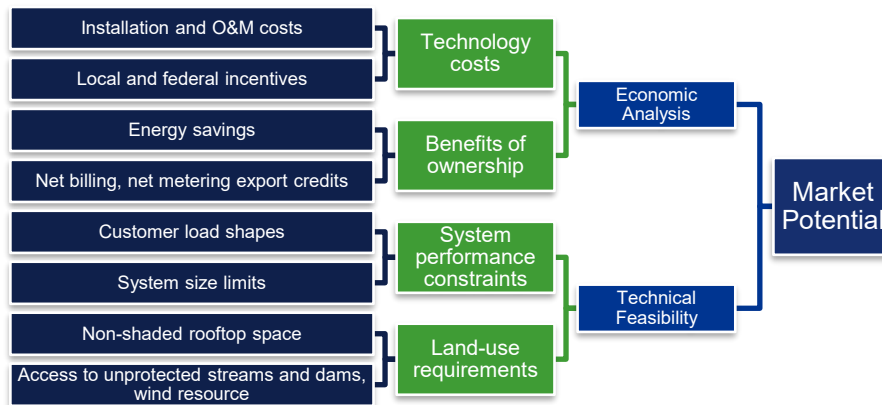 Installation and O&M costs
Local and federal incentives
Technology
costs
Energy savings
Net billing, net metering export credits
Benefits of
ownership
Economic
Analysis
Customer load shapes
System size limits
System
performance
constraints
Non-shaded rooftop space
Access to unprotected streams and dams,
wind resource
Land-use
requirements
Technical
Feasibility
Market
Potential